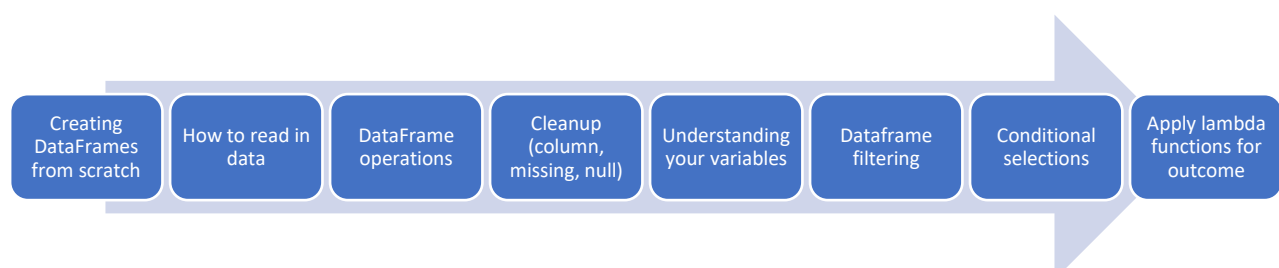 Creating
DataFrames
from scratch
How to read in
data
DataFrame
operations
Cleanup
(column,
missing, null)
Understanding
your variables
Dataframe
filtering
Conditional
selections
Apply lambda
functions for
outcome